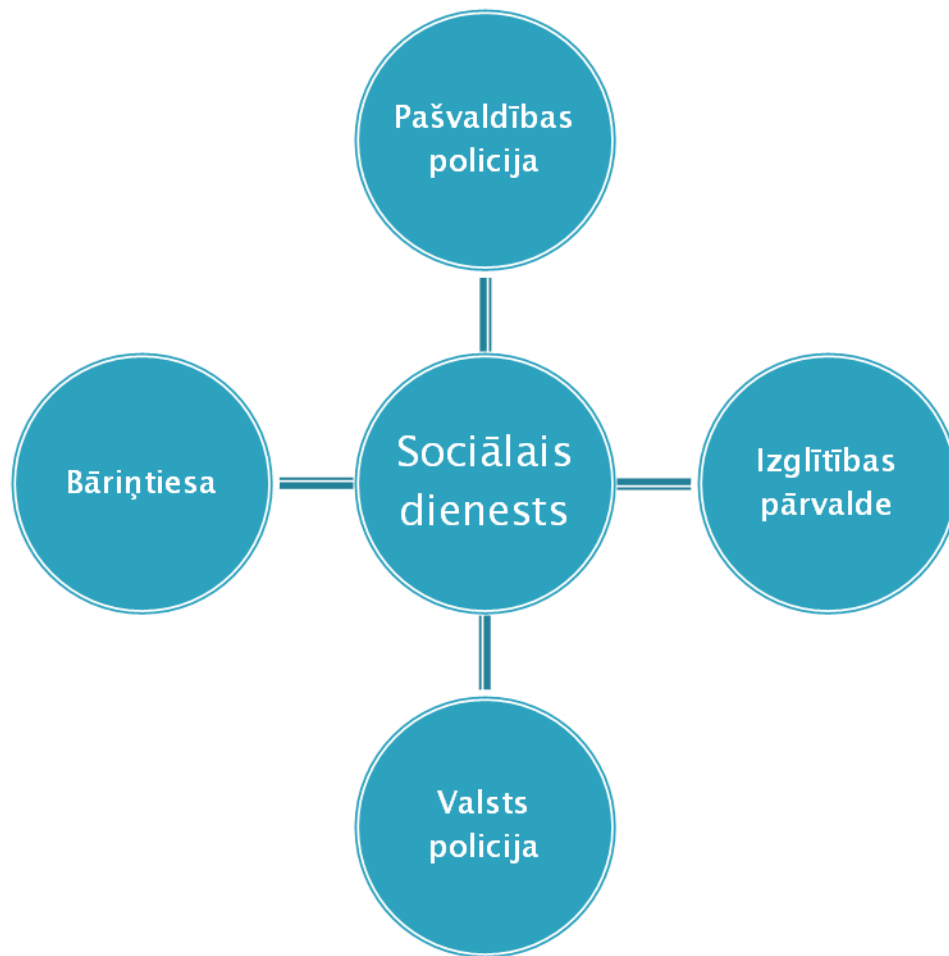 Pašvaldības
policija
Bāriņtiesa
Sociālais
dienests
Izglītības
pārvalde
Valsts
policija